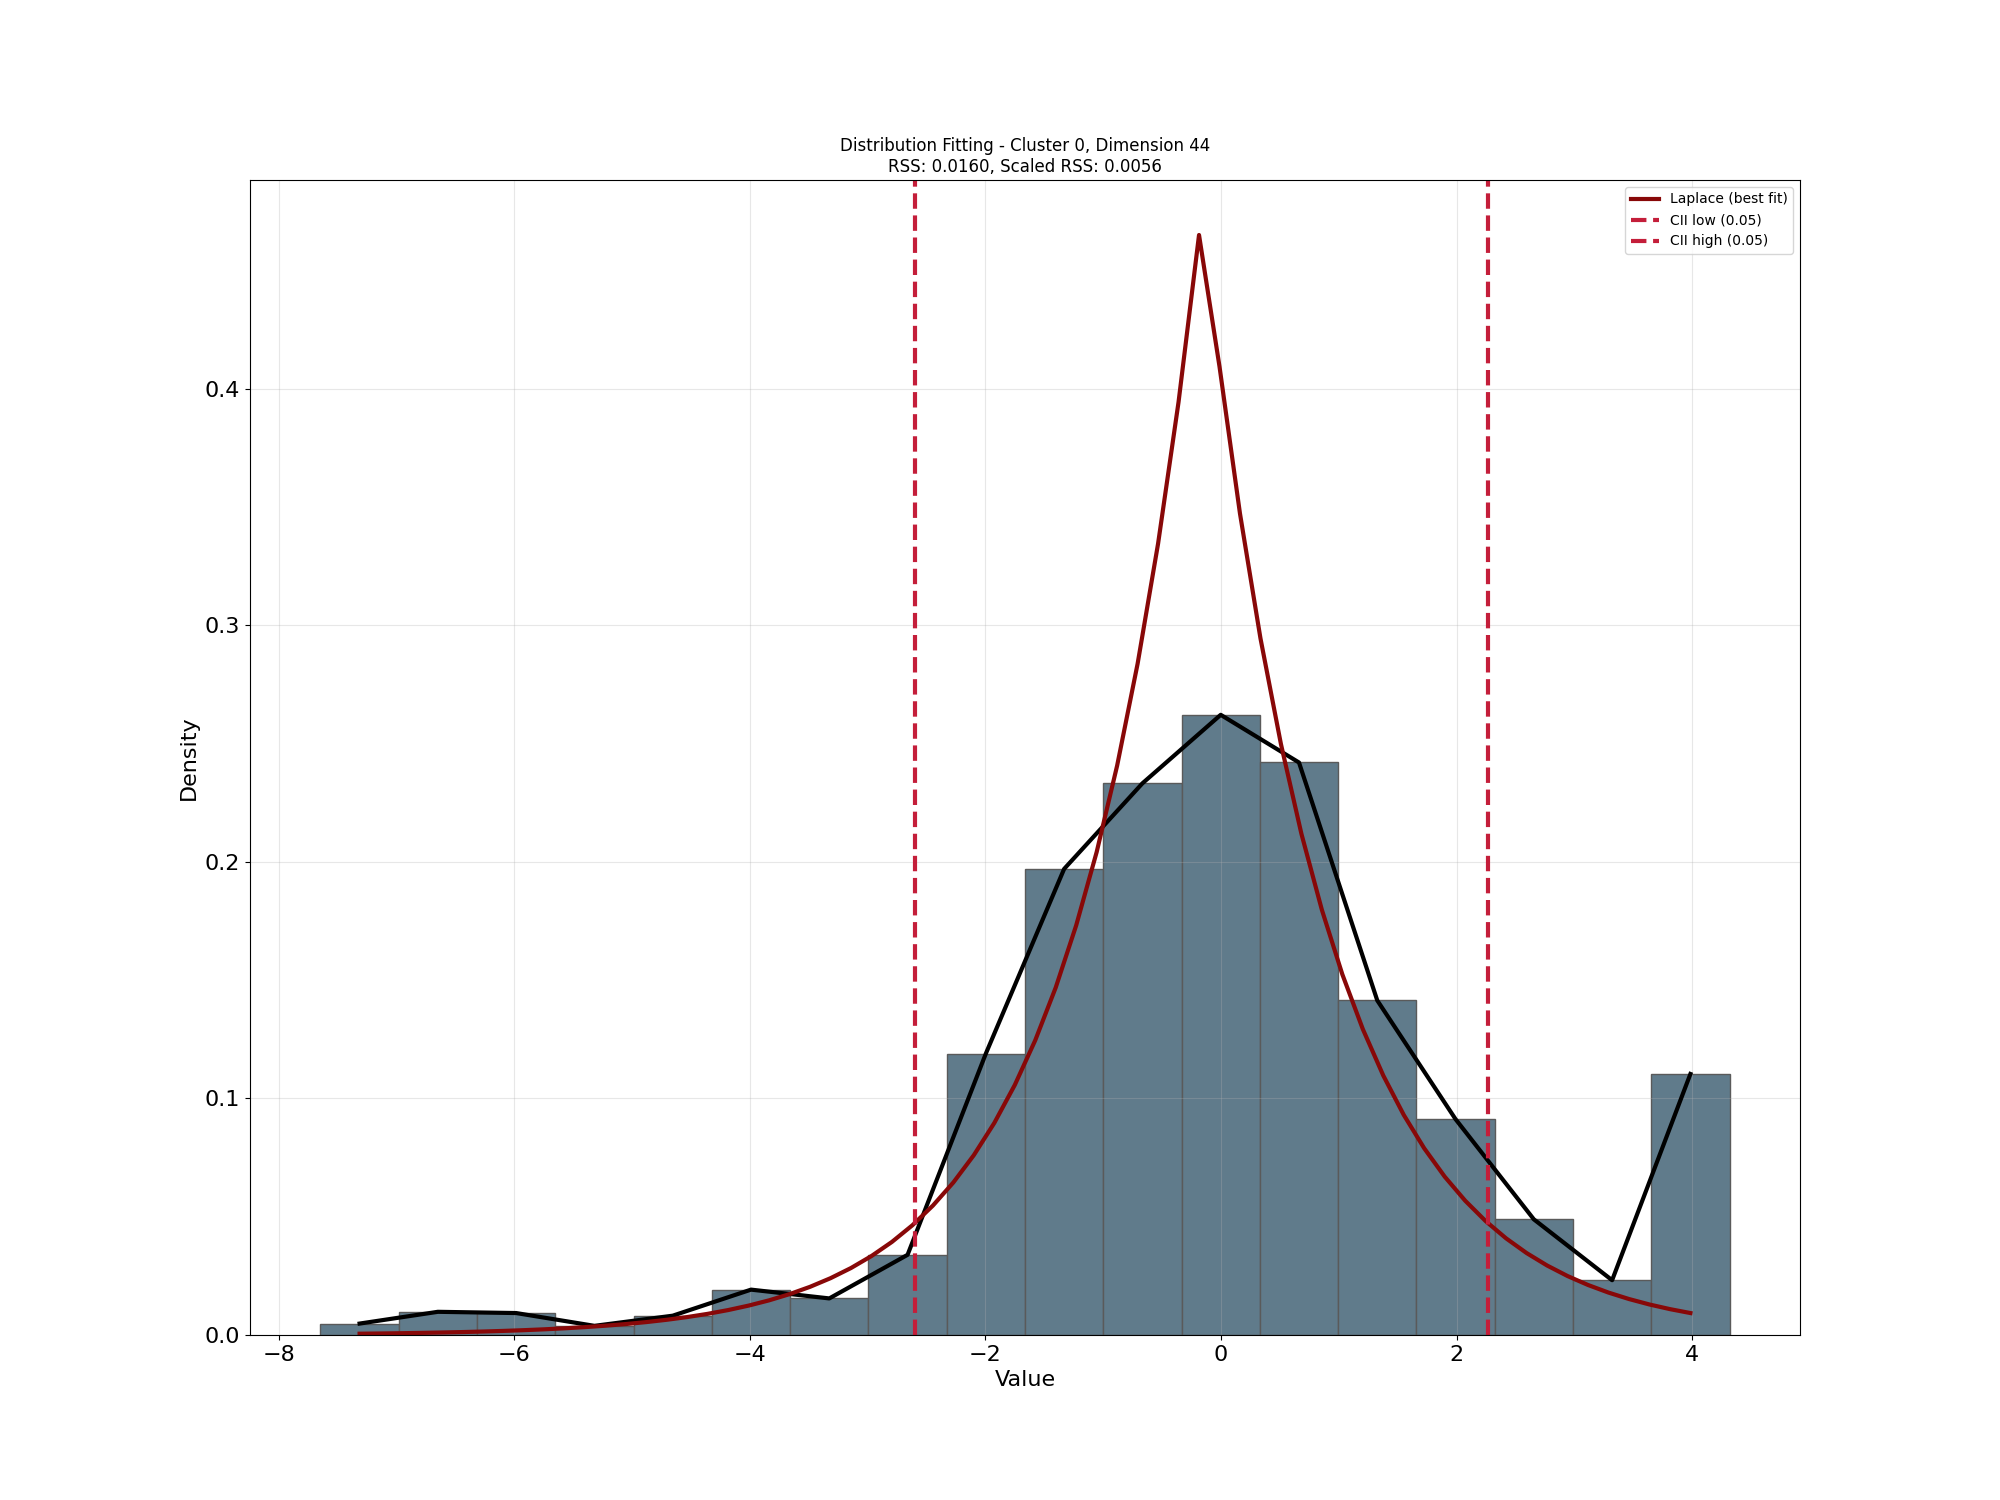 Distribution Fitting - Cluster 0, Dimension 44
RSS: 0.0160, Scaled RSS: 0.0056
Laplace (best fit)
CII low (0.05)
CII high (0.05)
0.4
0.3
0.2
0.1
0.0
Density
−8 −6 −4 −2 0 2 4
Value